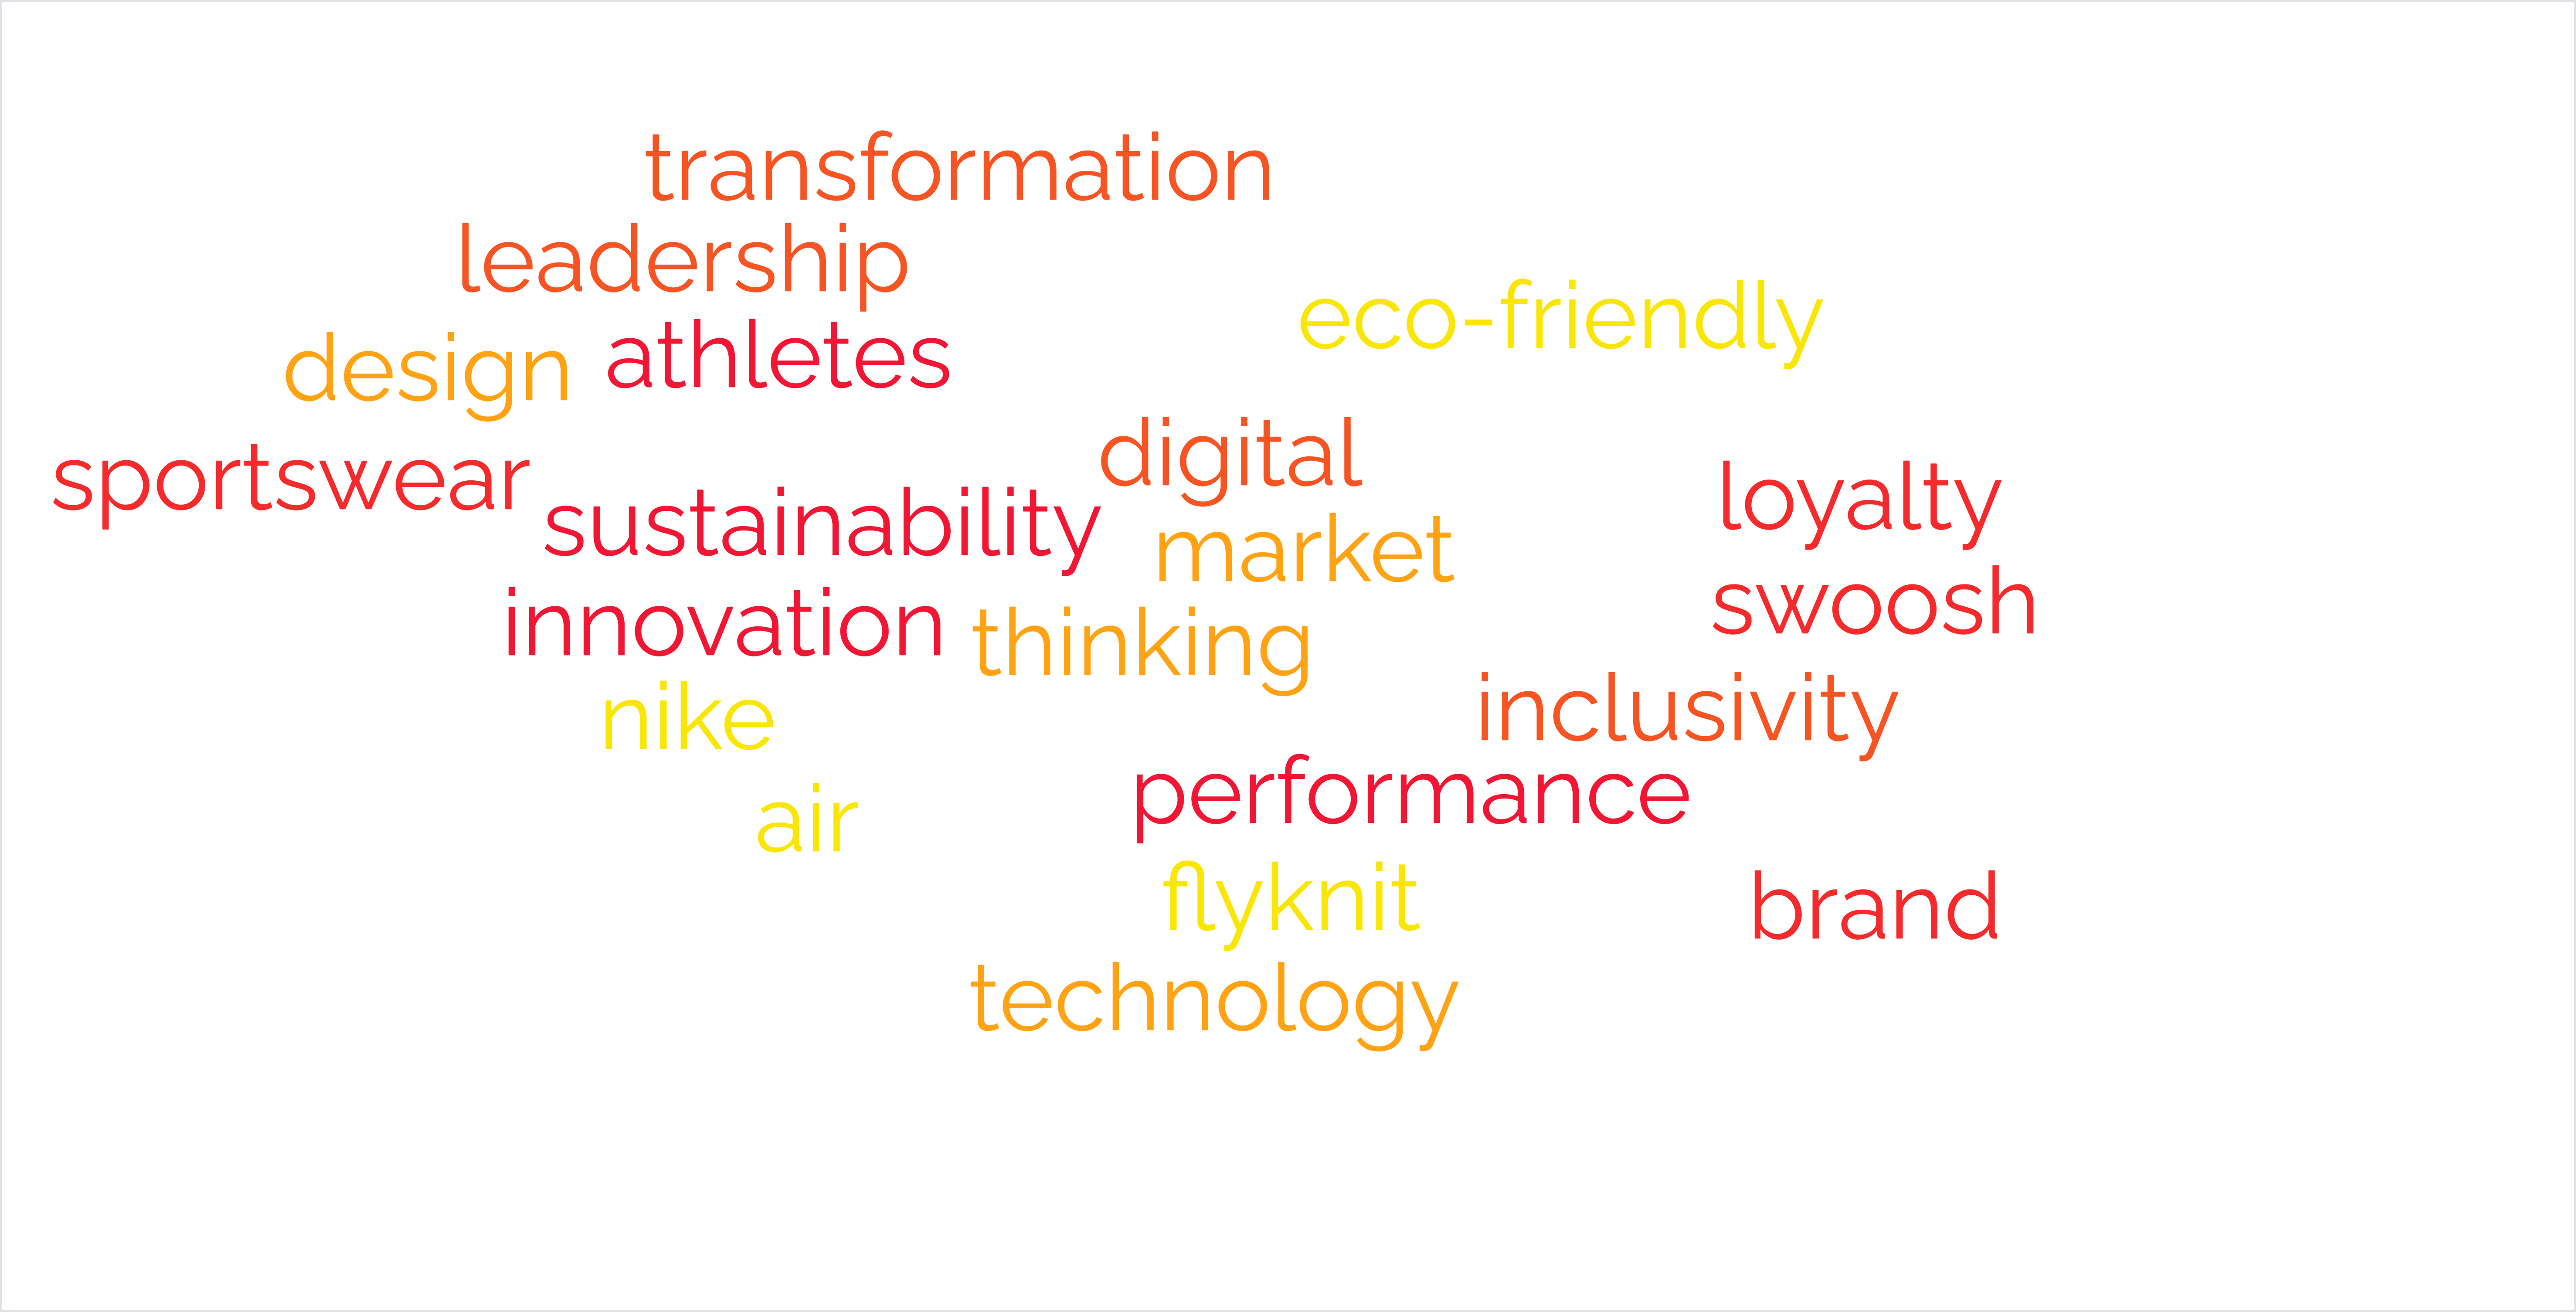 transformation
leadership
eco-friendly
design
athletes
digital
sportswear
loyalty
sustainability
market
swoosh
innovation
thinking
nike
inclusivity
performance
air
flyknit
brand
technology